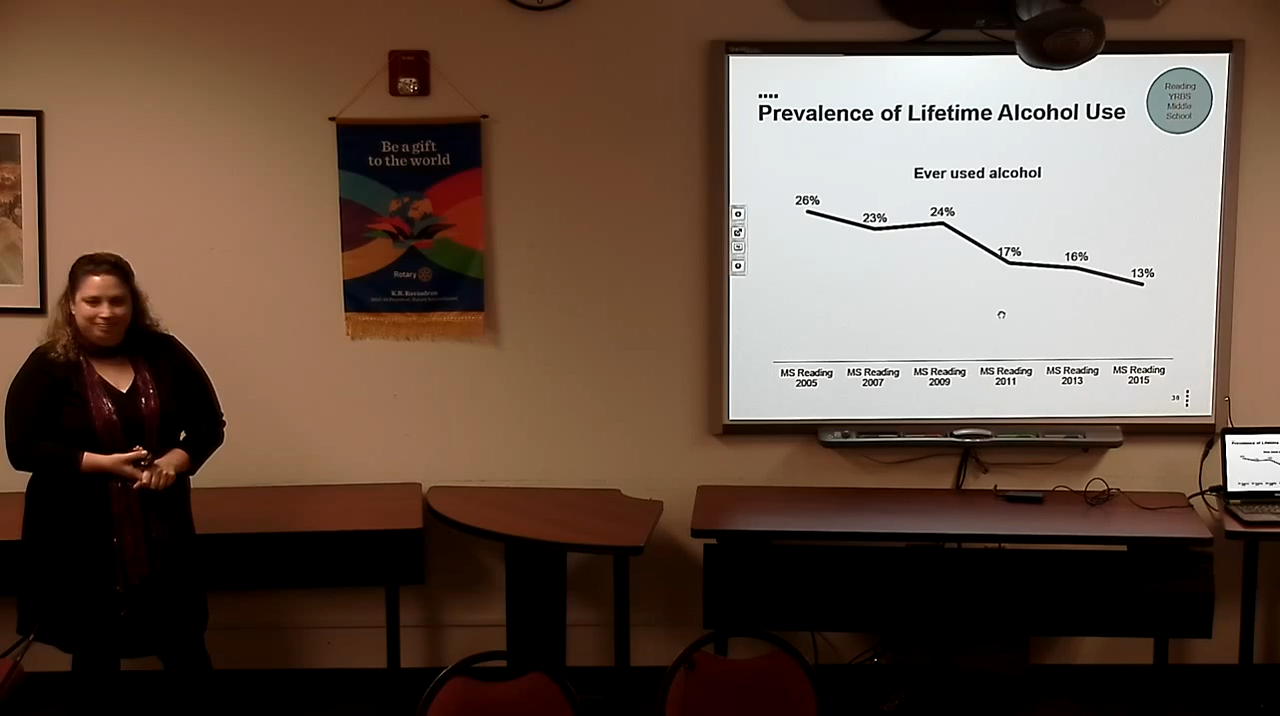 Be a gift
to the world
Rotary
K.R. Ravindran
Prevalence of Lifetime Alcohol Use
Reading
YRBS
Middle
School
Ever used alcohol
26%
23%
24%
17%
16%
13%
MS Reading
2005
MS Reading
2007
MS Reading
2009
MS Reading
2011
MS Reading
2013
MS Reading
2015